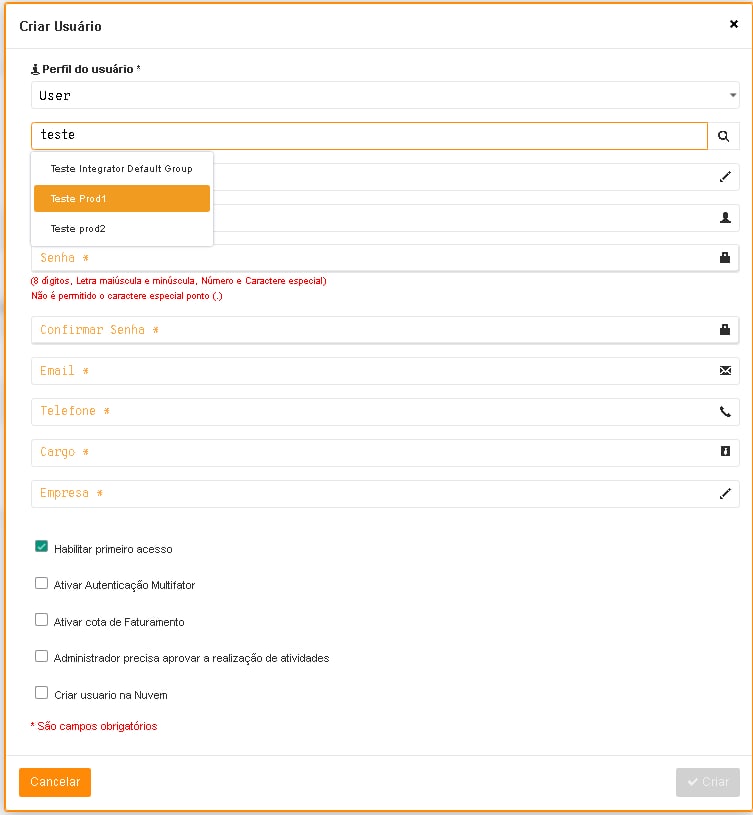 Criar Usuário
Perfil do usuário *
User
teste
Teste Integrator Default Group
Teste Prod1
Teste prod2
Senha *
(8 dígitos, Letra maiúscula e minúscula, Número e Caractere especial)
Não é permitido o caractere especial ponto (.)
Confirmar Senha *
Email *
Telefone *
Cargo *
Empresa *
Habilitar primeiro acesso
Ativar Autenticação Multifator
Ativar cota de Faturamento
Administrador precisa aprovar a realização de atividades
Criar usuario na Nuvem
* São campos obrigatórios
Cancelar
Criar